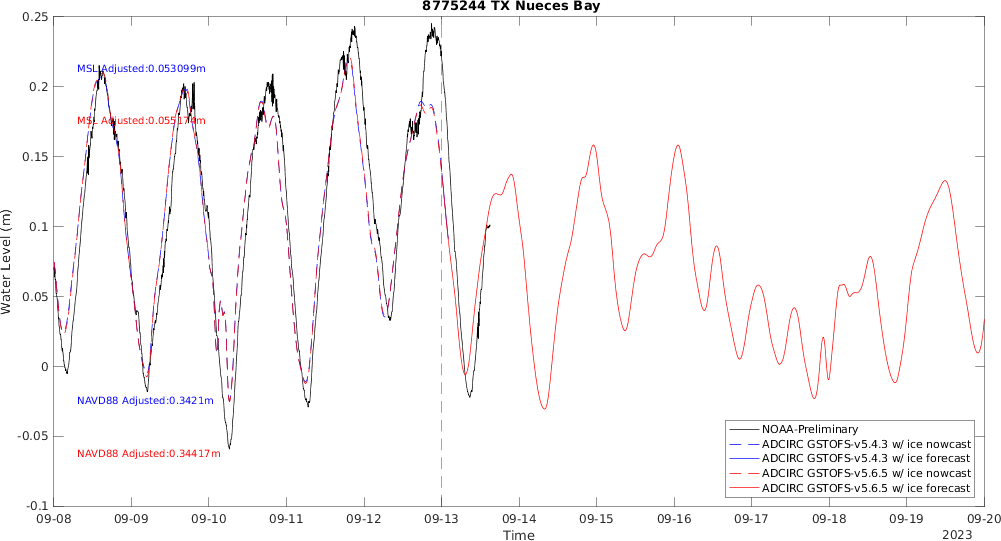 8775244 TX Nueces Bay
Water Level (m)
0.25
0.2
0.15
0.1
0.05
0
-0.05
-0.1
MSL Adjusted:0.053099m
MSL Adjusted:0.05517 m
NAVD88 Adjusted:0.3421m
NAVD88 Adjusted:0.34417m
NOAA-Preliminary
ADCIRC GSTOFS-v5.4.3 w/ ice nowcast
ADCIRC GSTOFS-v5.4.3 w/ ice forecast
ADCIRC GSTOFS-v5.6.5 w/ ice nowcast
ADCIRC GSTOFS-v5.6.5 w/ ice forecast
09-08 09-09 09-10 09-11 09-12 09-13 09-14 09-15 09-16 09-17 09-18 09-19 09-20
Time
2023